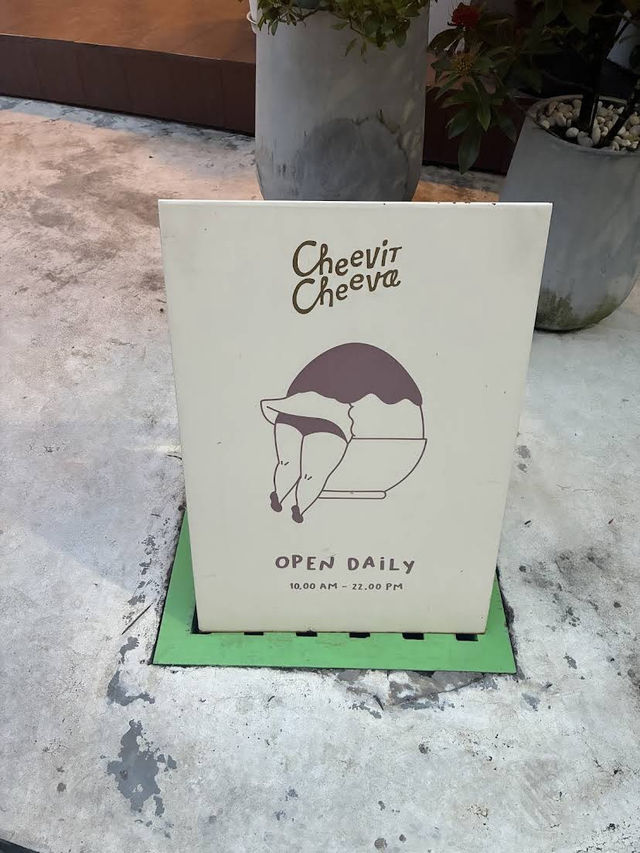 Cheevit
Cheeva
OPEN DAiLY
10.00 AM – 22.00 PM